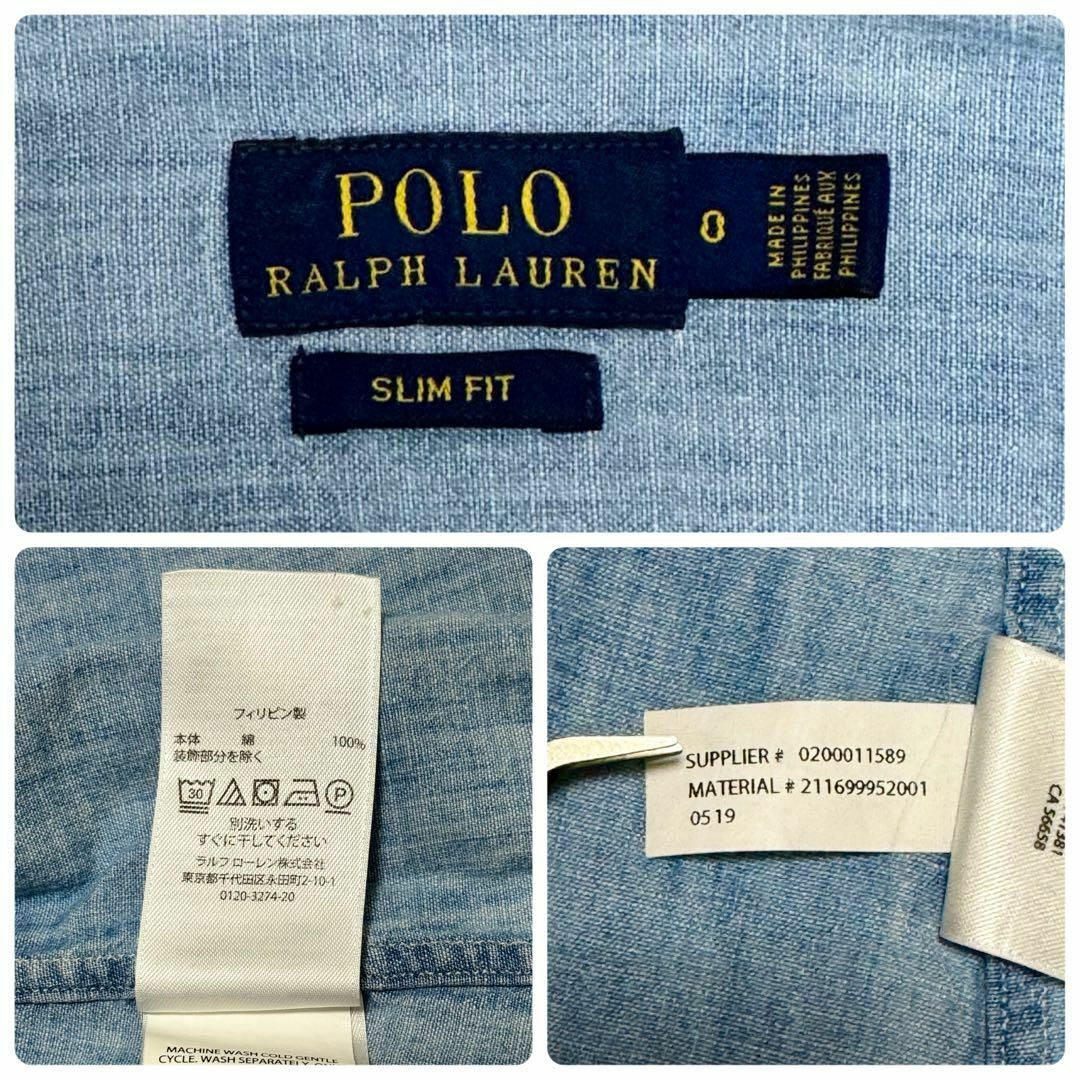 POLO
RALPH LAUREN
0
MADE IN
PHILIPPINES
FABRIQUÉ AUX
PHILIPPINES
SLIM FIT
フィリピン製
本体 綿 100%
装飾部分を除く
30 P
別洗いする
すぐに干してください
ラルフ ローレン株式会社
東京都千代田区永田町2-10-1
0120-3274-20
MACHINE WASH COLD GENTLE
CYCLE. WASH SEPARATELY.
SUPPLIER # 0200011589
MATERIAL # 211699952001
0519
CA 56658